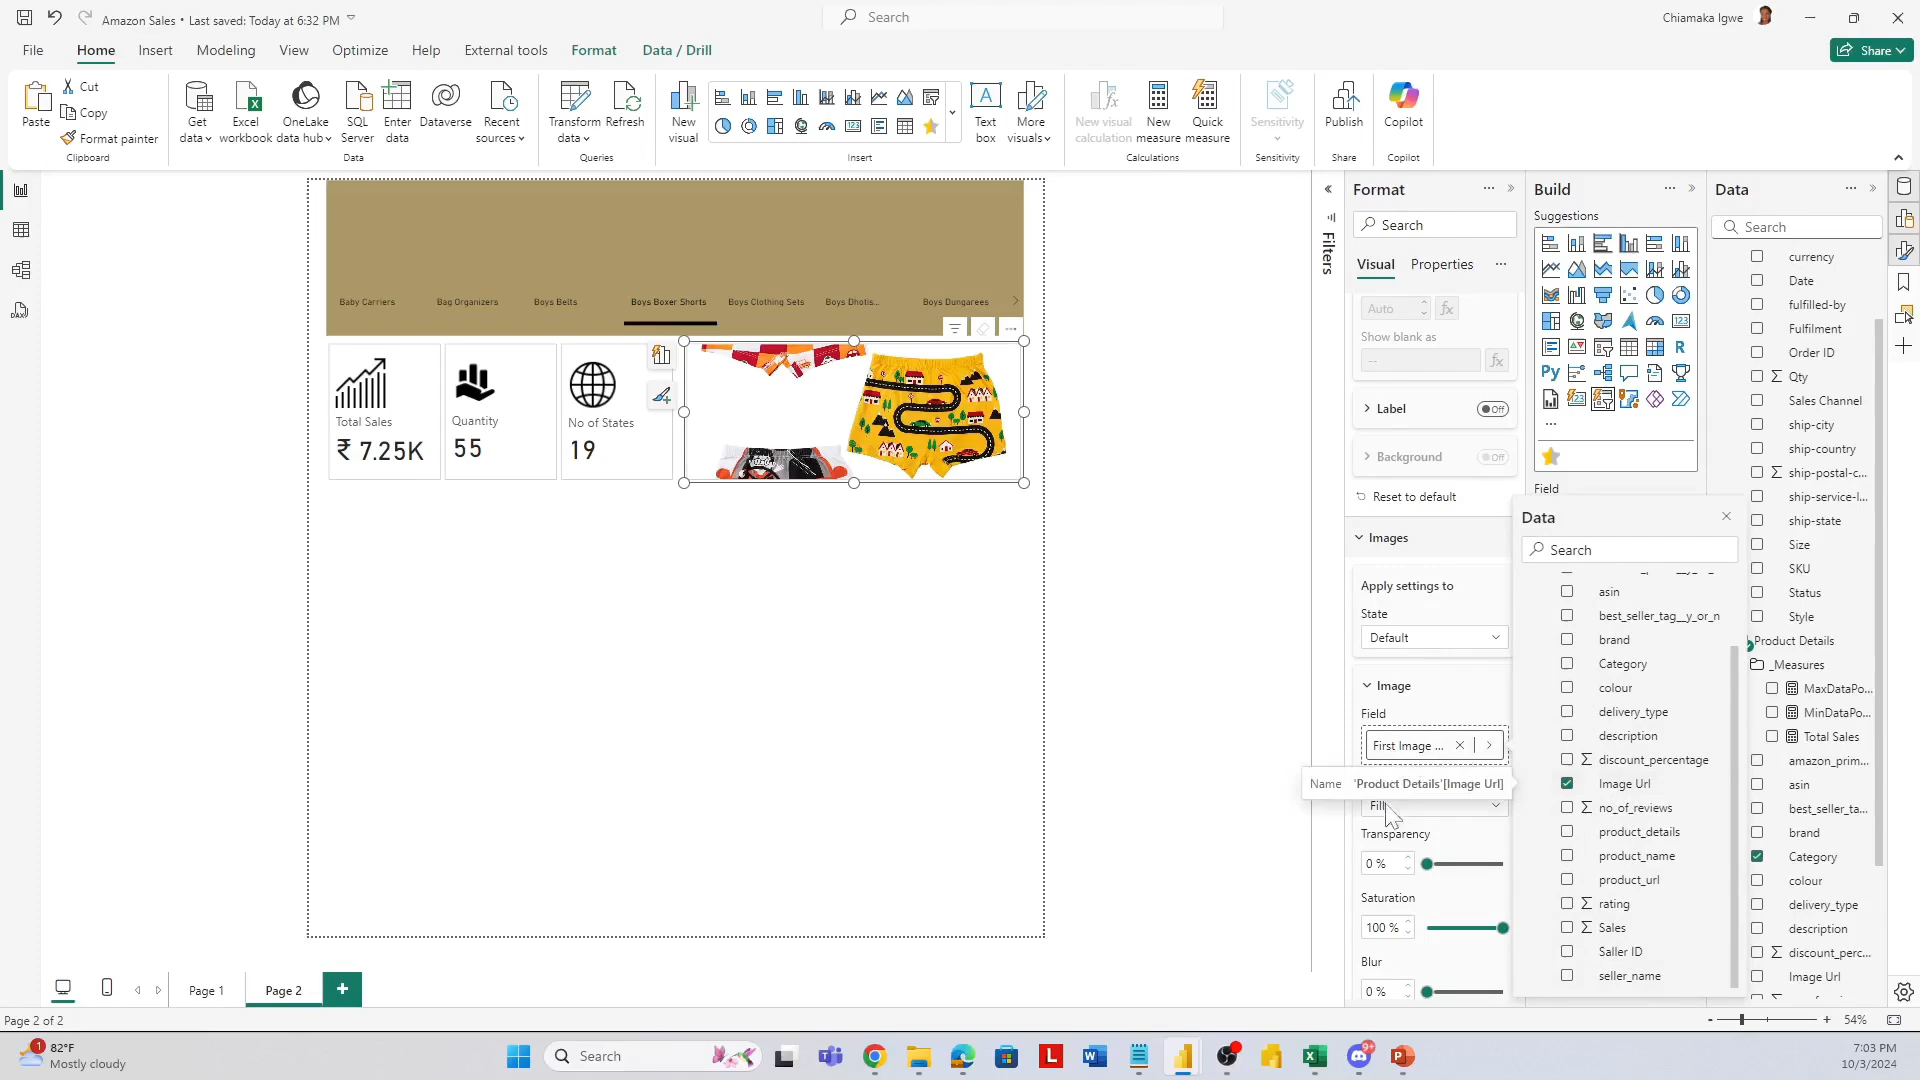 Amazon Sales • Last saved: Today at 6:32 PM
Search
Chiamaka Igwe
File
Home
Insert
Modeling
View
Optimize
Help
External tools
Format
Data / Drill
Share
Paste
Cut
Copy
Format painter
Clipboard
Get data
Excel workbook
OneLake data hub
SQL Server
Enter data
Dataverse
Recent sources
Data
Transform data
Refresh
Queries
New visual
Text box
More visuals
Insert
New visual calculation
New measure
Quick measure
Calculations
Sensitivity
Sensitivity
Publish
Share
Copilot
Copilot
Baby Carriers
Bag Organizers
Boys Belts
Boys Boxer Shorts
Boys Clothing Sets
Boys Dhotis...
Boys Dungarees
Total Sales
₹ 7.25K
Quantity
55
No of States
19
Filters
Format
Search
Visual
Properties
Auto
fx
Show blank as
--
fx
Label
Off
Background
Off
Reset to default
Images
Apply settings to
State
Default
Image
Field
First Image ...
Name 'Product Details'[Image Url]
Fill
Transparency
0 %
Saturation
100 %
Blur
0 %
Build
Suggestions
R
Py
123
Field
Data
Search
asin
best_seller_tag__y_or_n
brand
Category
colour
delivery_type
description
discount_percentage
Image Url
no_of_reviews
product_details
product_name
product_url
rating
Sales
Saller ID
seller_name
Data
Search
currency
Date
fulfilled-by
Fulfilment
Order ID
Qty
Sales Channel
ship-city
ship-country
ship-postal-c...
ship-service-l...
ship-state
Size
SKU
Status
Style
Product Details
_Measures
MaxDataPo...
MinDataPo...
Total Sales
amazon_prim...
asin
best_seller_ta...
brand
Category
colour
delivery_type
description
discount_perc...
Image Url
Page 1
Page 2
Page 2 of 2
- + 54%
1
82°F
Mostly cloudy
Search
L
9+
7:03 PM
10/3/2024